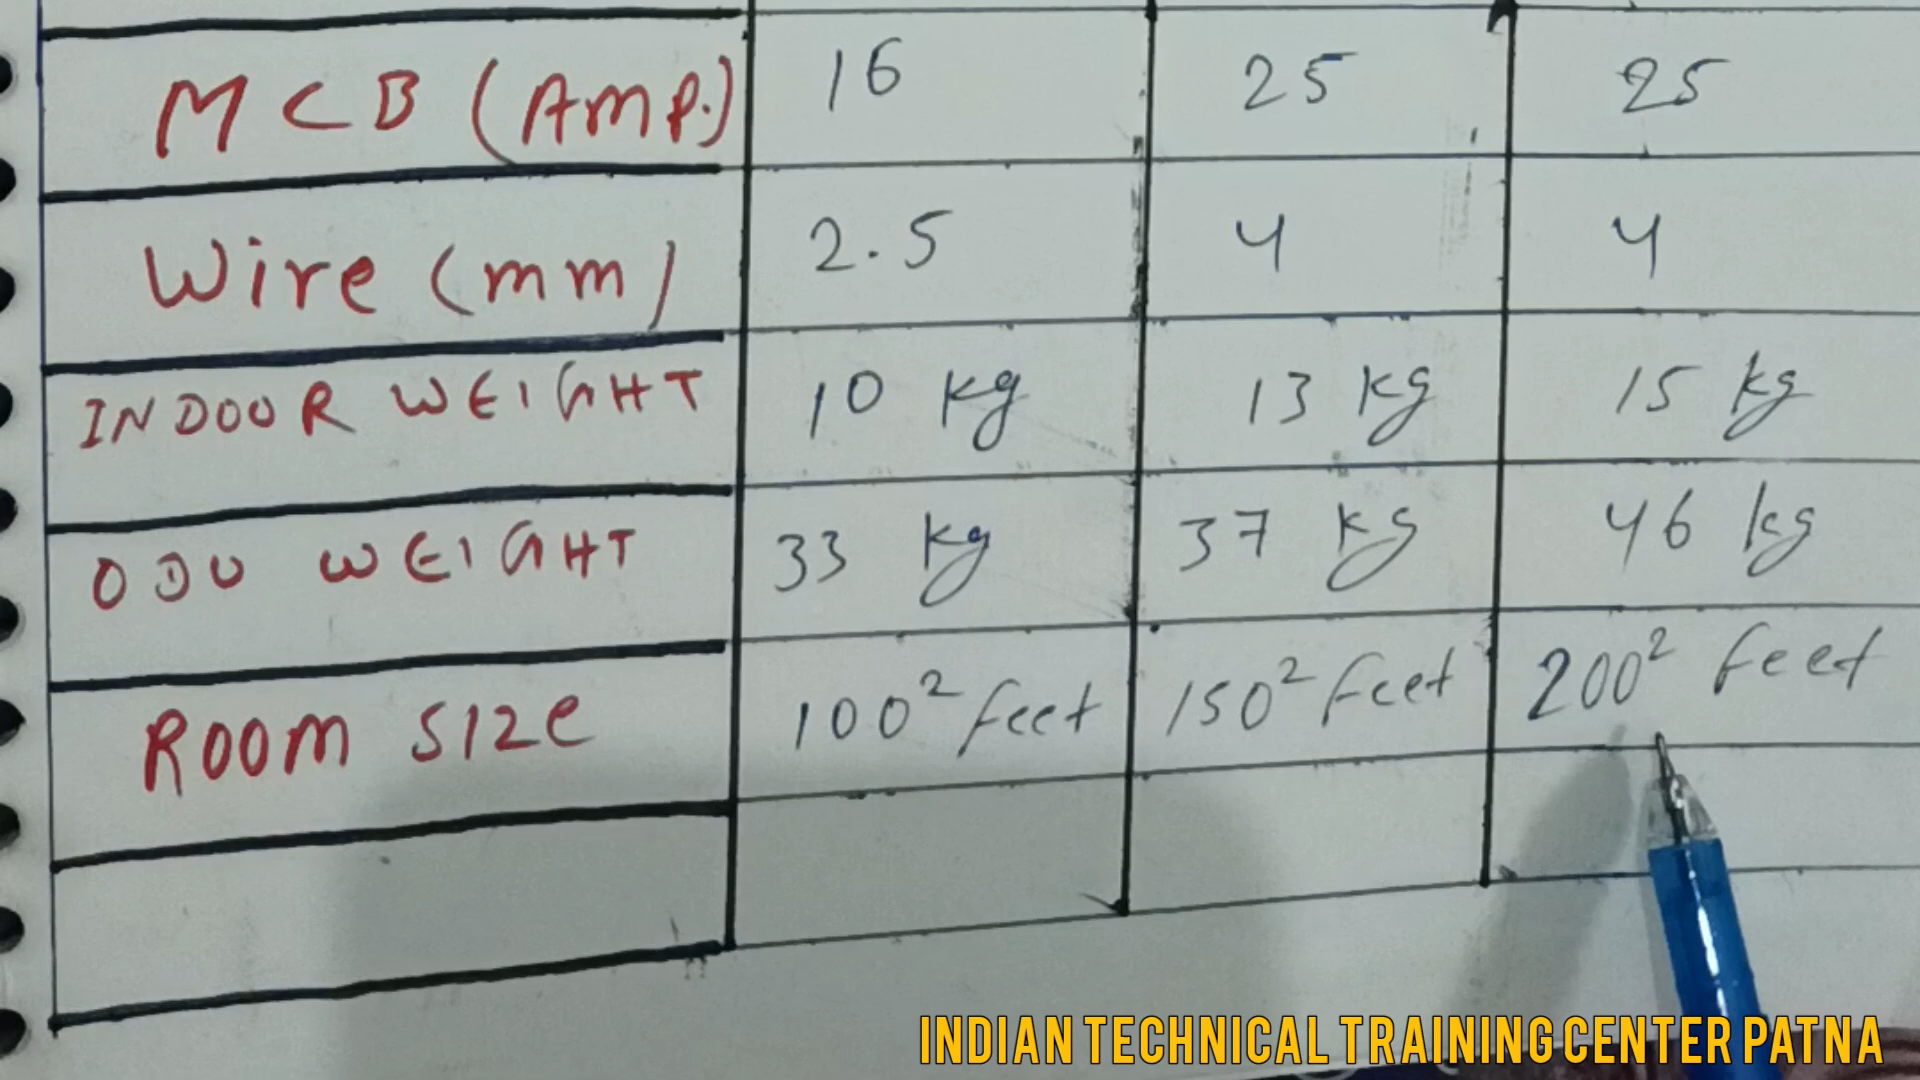 MCB (Amp.) 16 25 25
Wire (mm) 2.5 4 4
INDOOR WEIGHT 10 kg 13 kg 15 kg
ODU WEIGHT 33 kg 37 kg 46 kg
ROOM SIZe 100² feet 150² feet 200² feet
INDIAN TECHNICAL TRAINING CENTER PATNA